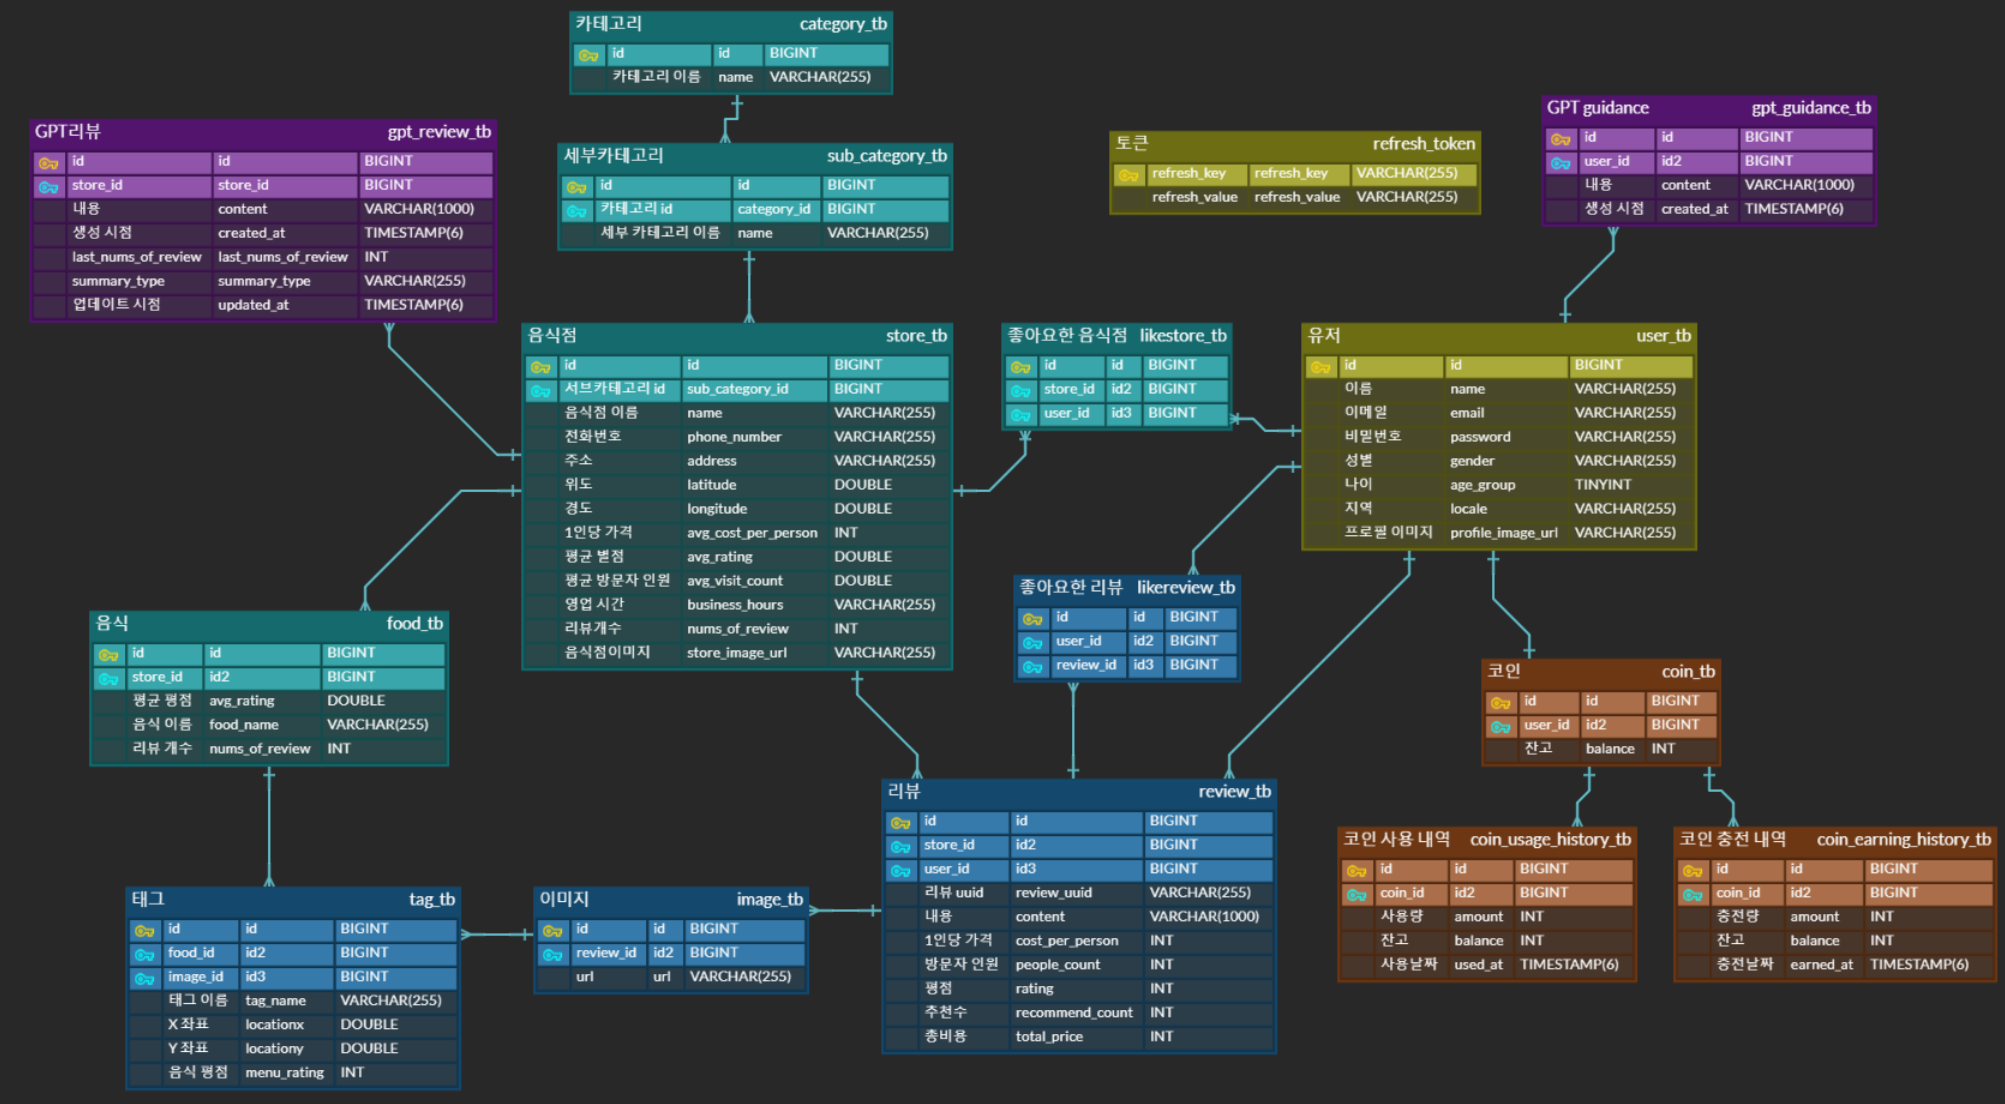 카테고리 category_tb
id id BIGINT
카테고리 이름 name VARCHAR(255)
GPT리뷰 gpt_review_tb
id id BIGINT
store_id store_id BIGINT
내용 content VARCHAR(1000)
생성 시점 created_at TIMESTAMP(6)
last_nums_of_review last_nums_of_review INT
summary_type summary_type VARCHAR(255)
업데이트 시점 updated_at TIMESTAMP(6)
세부카테고리 sub_category_tb
id id BIGINT
카테고리 id category_id BIGINT
세부 카테고리 이름 name VARCHAR(255)
토큰 refresh_token
refresh_key refresh_key VARCHAR(255)
refresh_value refresh_value VARCHAR(255)
GPT guidance gpt_guidance_tb
id id BIGINT
user_id id2 BIGINT
내용 content VARCHAR(1000)
생성 시점 created_at TIMESTAMP(6)
음식점 store_tb
id id BIGINT
서브카테고리 id sub_category_id BIGINT
음식점 이름 name VARCHAR(255)
전화번호 phone_number VARCHAR(255)
주소 address VARCHAR(255)
위도 latitude DOUBLE
경도 longitude DOUBLE
1인당 가격 avg_cost_per_person INT
평균 별점 avg_rating DOUBLE
평균 방문자 인원 avg_visit_count DOUBLE
영업 시간 business_hours VARCHAR(255)
리뷰개수 nums_of_review INT
음식점이미지 store_image_url VARCHAR(255)
좋아요한 음식점 likestore_tb
id id BIGINT
store_id id2 BIGINT
user_id id3 BIGINT
유저 user_tb
id id BIGINT
이름 name VARCHAR(255)
이메일 email VARCHAR(255)
비밀번호 password VARCHAR(255)
성별 gender VARCHAR(255)
나이 age_group TINYINT
지역 locale VARCHAR(255)
프로필 이미지 profile_image_url VARCHAR(255)
좋아요한 리뷰 likereview_tb
id id BIGINT
user_id id2 BIGINT
review_id id3 BIGINT
음식 food_tb
id id BIGINT
store_id id2 BIGINT
평균 평점 avg_rating DOUBLE
음식 이름 food_name VARCHAR(255)
리뷰 개수 nums_of_review INT
코인 coin_tb
id id BIGINT
user_id id2 BIGINT
잔고 balance INT
리뷰 review_tb
id id BIGINT
store_id id2 BIGINT
user_id id3 BIGINT
리뷰 uuid review_uuid VARCHAR(255)
내용 content VARCHAR(1000)
1인당 가격 cost_per_person INT
방문자 인원 people_count INT
평점 rating INT
추천수 recommend_count INT
총비용 total_price INT
코인 사용 내역 coin_usage_history_tb
id id BIGINT
coin_id id2 BIGINT
사용량 amount INT
잔고 balance INT
사용날짜 used_at TIMESTAMP(6)
코인 충전 내역 coin_earning_history_tb
id id BIGINT
coin_id id2 BIGINT
충전량 amount INT
잔고 balance INT
충전날짜 earned_at TIMESTAMP(6)
태그 tag_tb
id id BIGINT
food_id id2 BIGINT
image_id id3 BIGINT
태그 이름 tag_name VARCHAR(255)
X 좌표 locationx DOUBLE
Y 좌표 locationy DOUBLE
음식 평점 menu_rating INT
이미지 image_tb
id id BIGINT
review_id id2 BIGINT
url url VARCHAR(255)